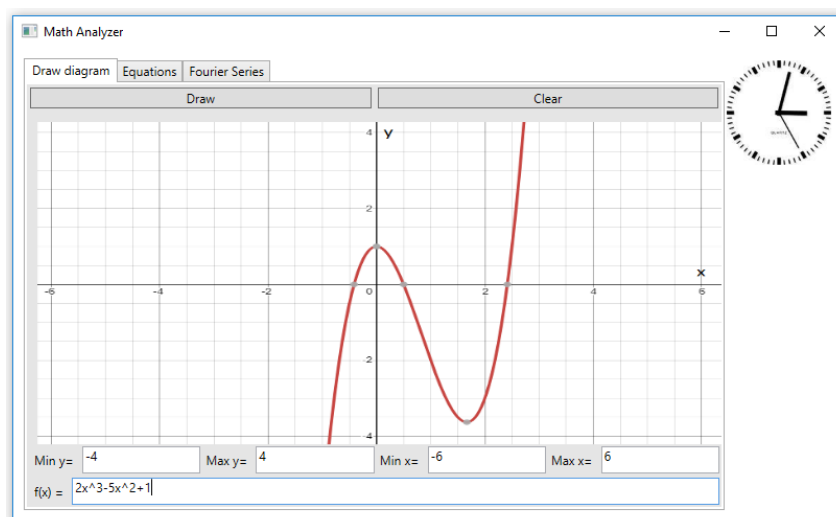 Math Analyzer
Draw diagram Equations Fourier Series
Draw Clear
4 y
2
x
-6 -4 -2 0 2 4 6
2
-4
Min y= -4 Max y= 4 Min x= -6 Max x= 6
f(x) = 2x^3-5x^2+1